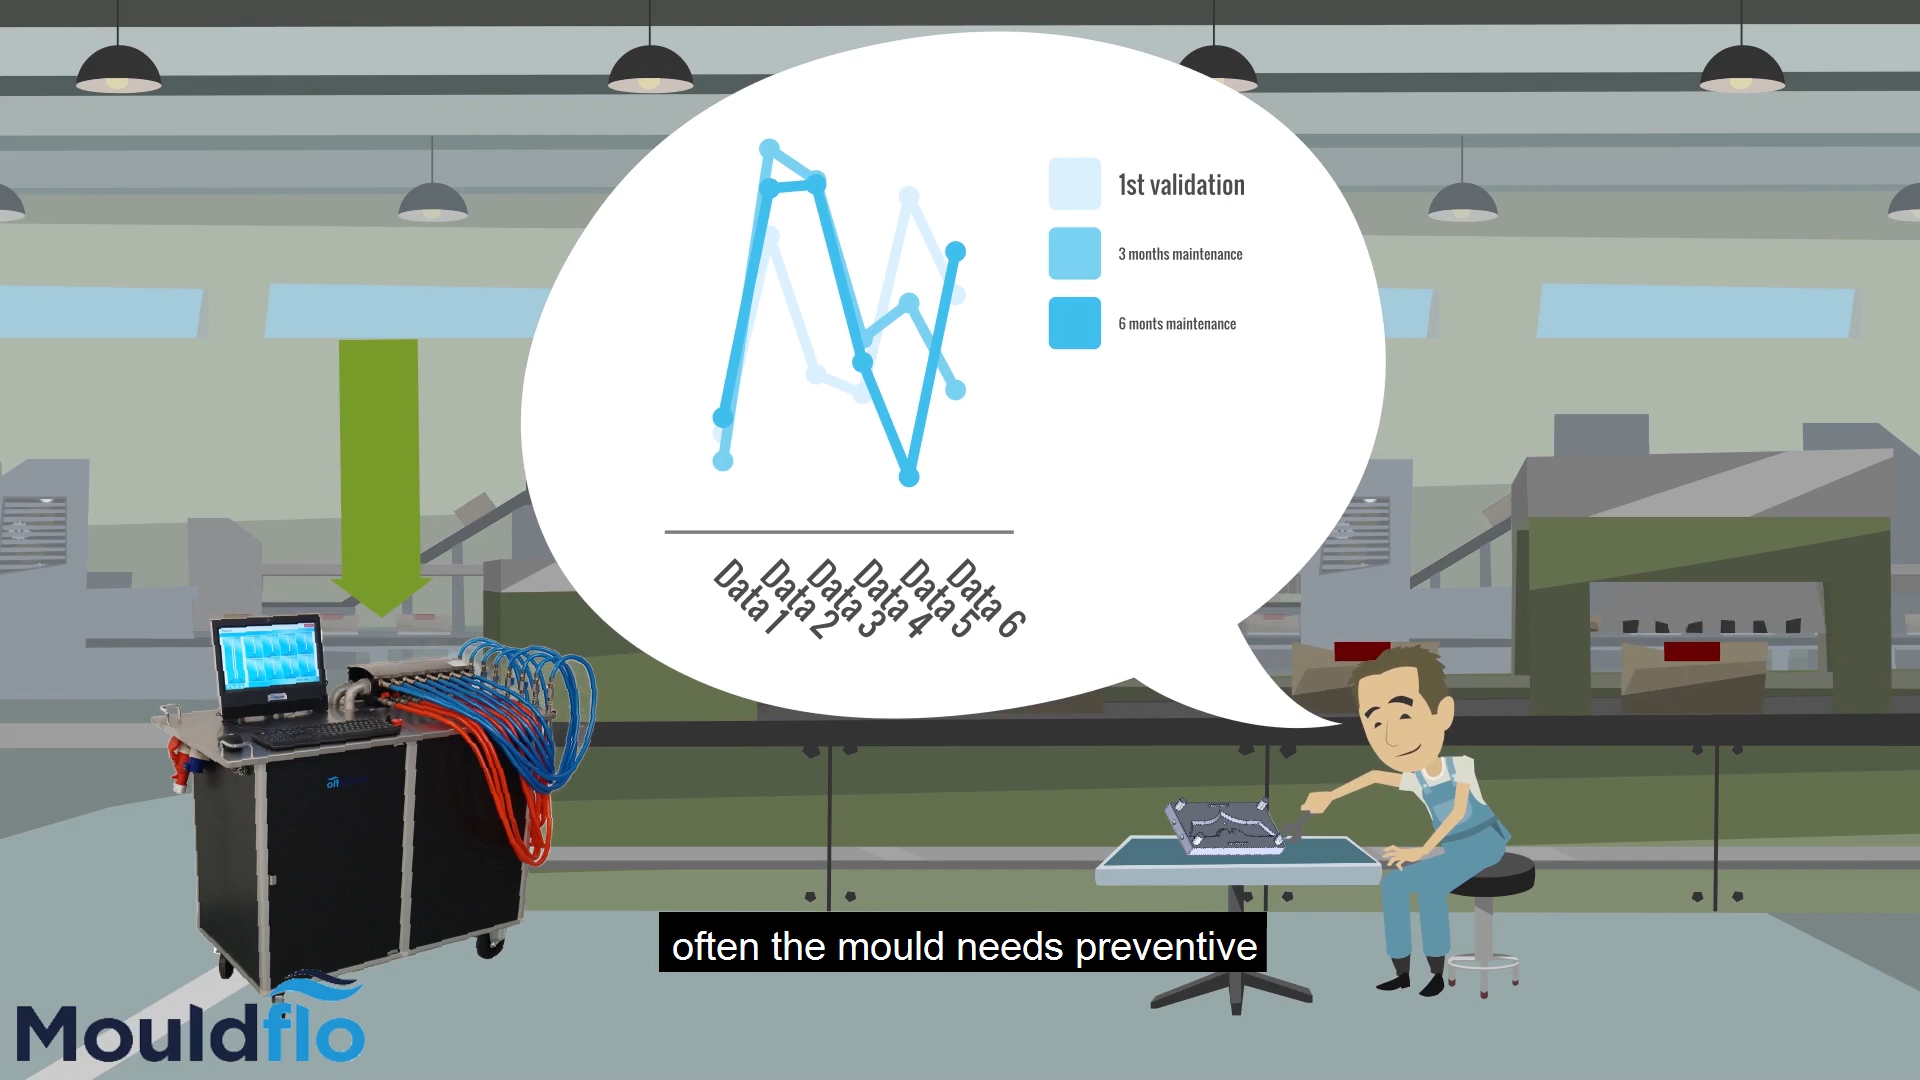 1st validation
3 months maintenance
6 monts maintenance
Data 1
Data 2
Data 3
Data 4
Data 5
Data 6
often the mould needs preventive
Mouldflo